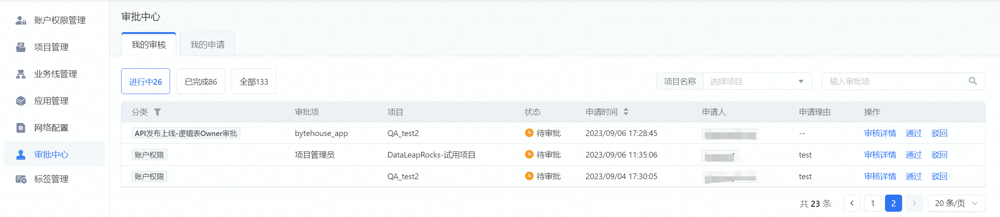 账户权限管理
项目管理
业务线管理
应用管理
网络配置
审批中心
标签管理
审批中心
我的审核 我的申请
进行中26 已完成86 全部133 项目名称 选择项目 输入审批项
分类 审批项 项目 状态 申请时间 申请人 申请理由 操作
API发布上线-逻辑表Owner审批 bytehouse_app QA_test2 待审批 2023/09/06 17:28:45 -- 审核详情 通过 驳回
账户权限 项目管理员 DataLeapRocks-试用项目 待审批 2023/09/06 11:35:06 test 审核详情 通过 驳回
账户权限 QA_test2 待审批 2023/09/04 17:30:05 test 审核详情 通过 驳回
共 23 条 1 2 20 条/页